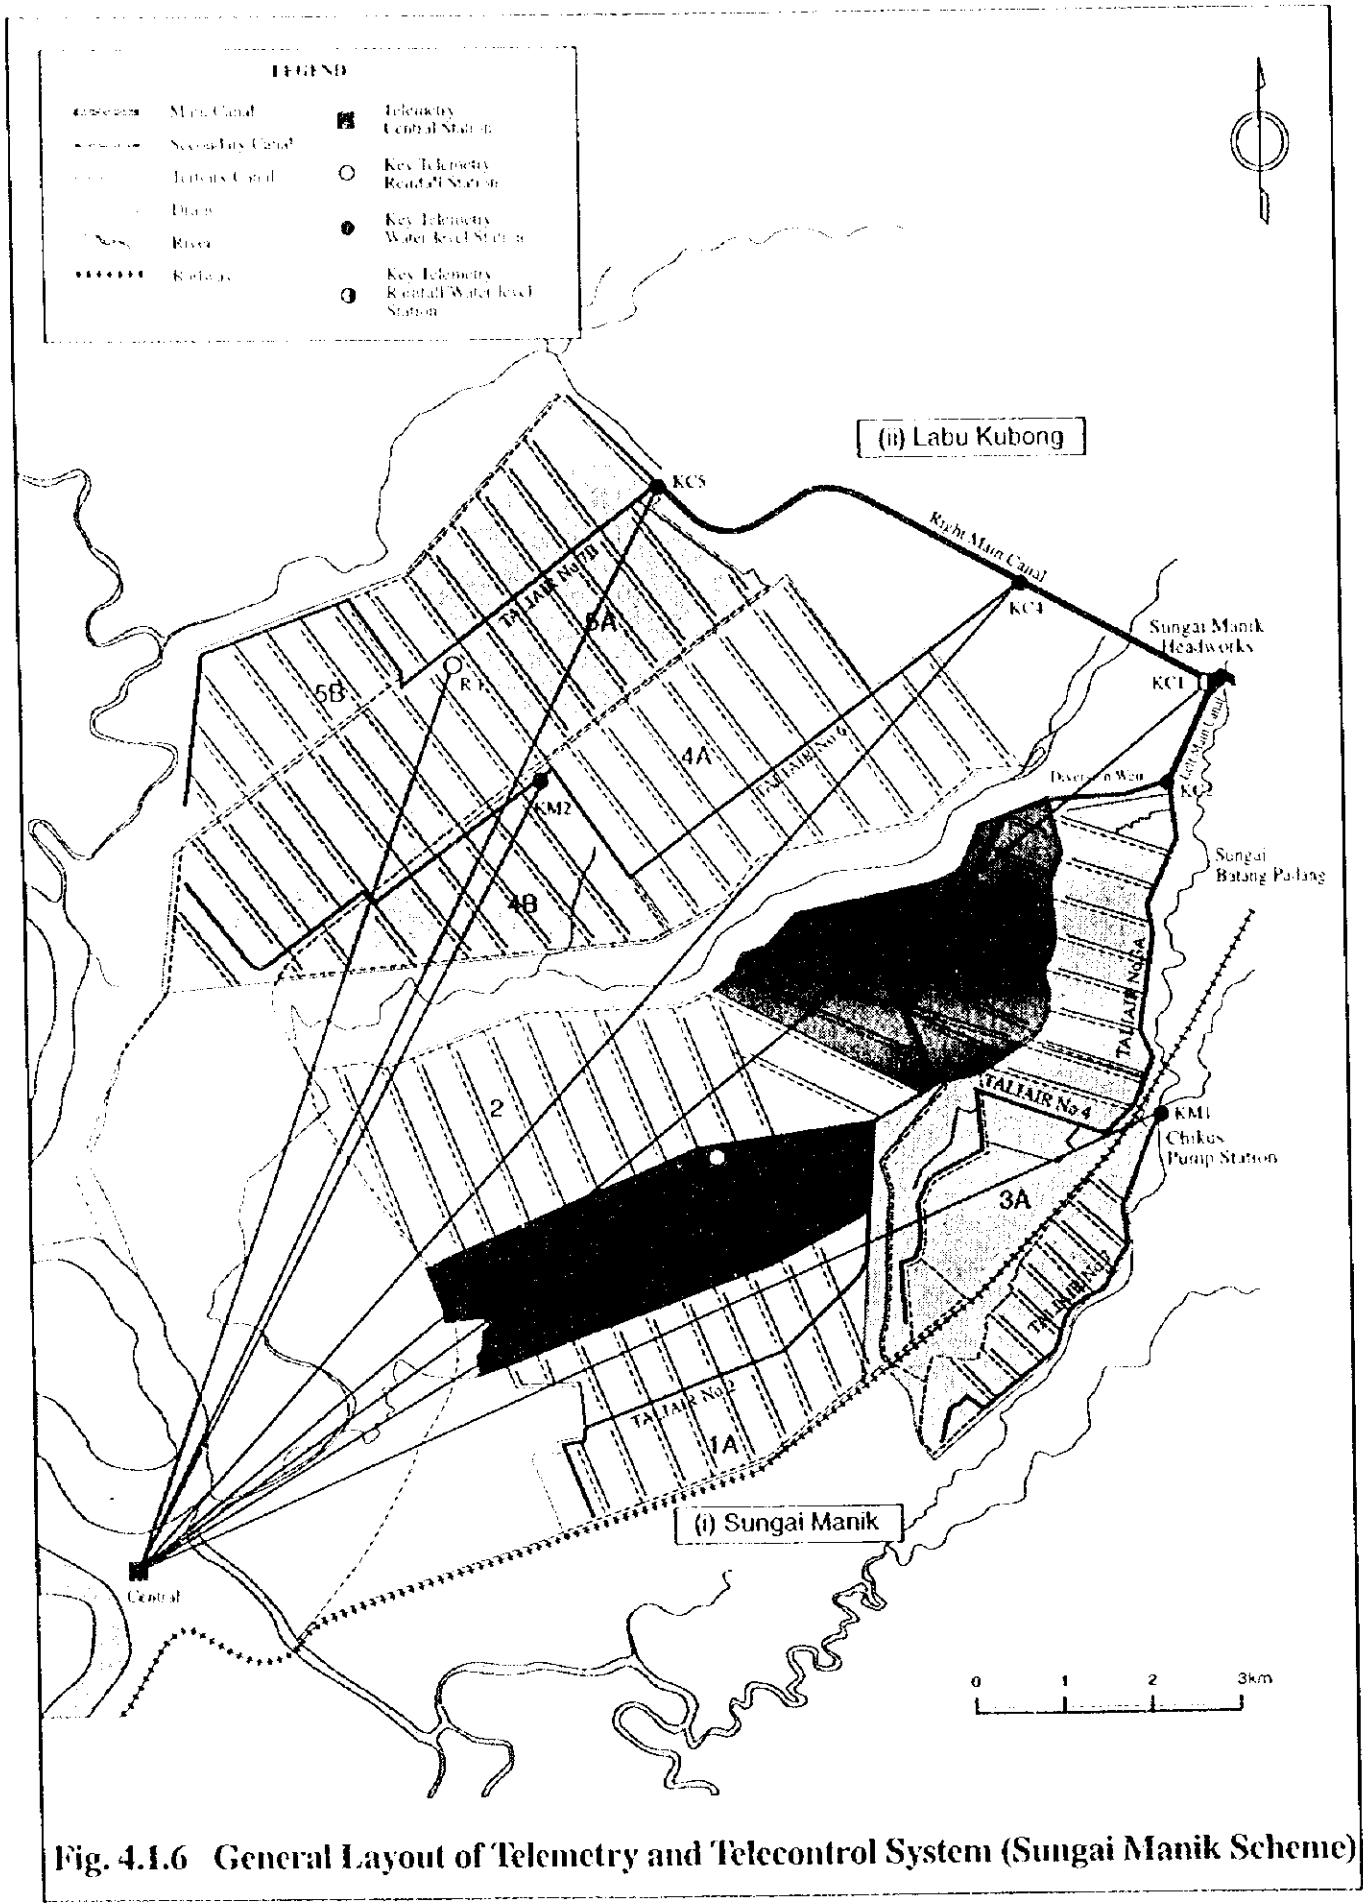 LEGEND
Main Canal
Secondary Canal
Tertiary Canal
Drain
River
Railway
Telemetry
Central Station
Key Telemetry
Rainfall Station
Key Telemetry
Water level Station
Key Telemetry
Rainfall/Water level
Station
(ii) Labu Kubong
KC5
Right Main Canal
TALIAIR No 7B
KC4
5A
Sungai Manik
Headworks
5B
KC1
4A
TALIAIR No 6
Left Main Canal
Diversion Weir
KC2
KM2
Sungai
Batang Padang
4B
2
TALIAIR No 4
KM1
Chikus
Pump Station
3A
TALIAIR No 2
1A
(i) Sungai Manik
Central
0 1 2 3km
Fig. 4.1.6 General Layout of Telemetry and Telecontrol System (Sungai Manik Scheme)